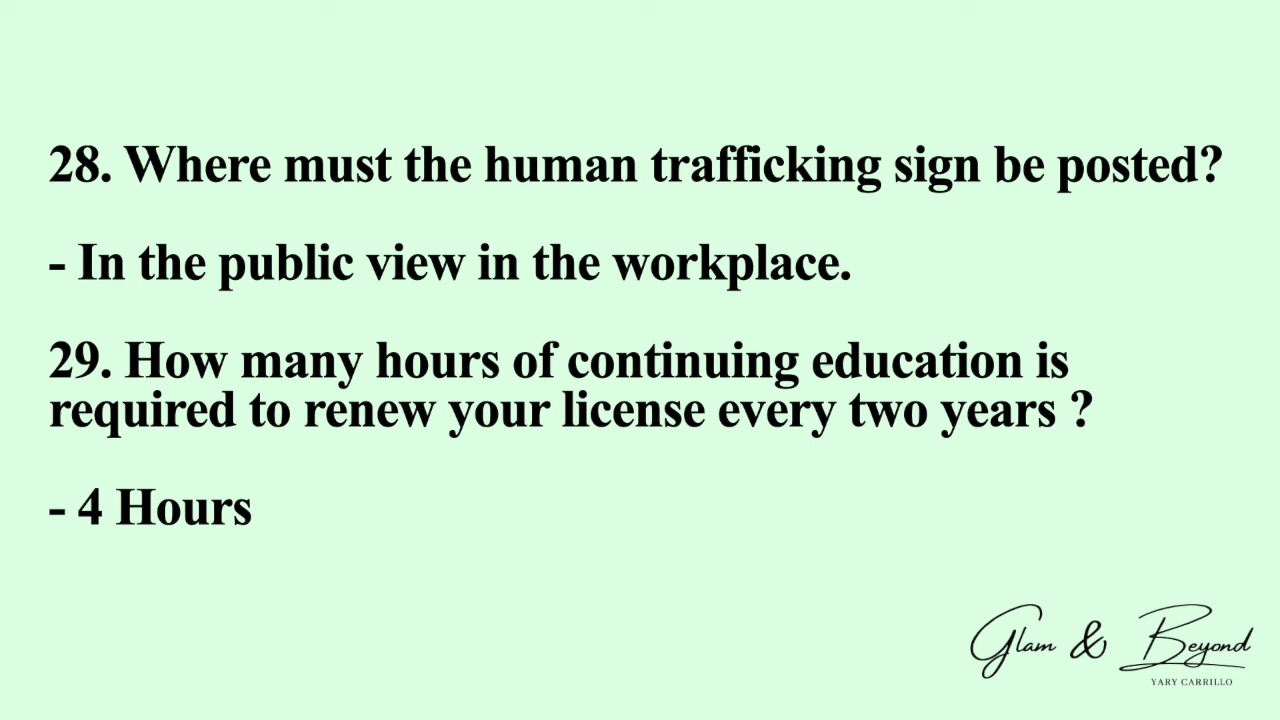 28. Where must the human trafficking sign be posted?
- In the public view in the workplace.
29. How many hours of continuing education is
required to renew your license every two years ?
- 4 Hours
Glam & Beyond
YARY CARRILLO